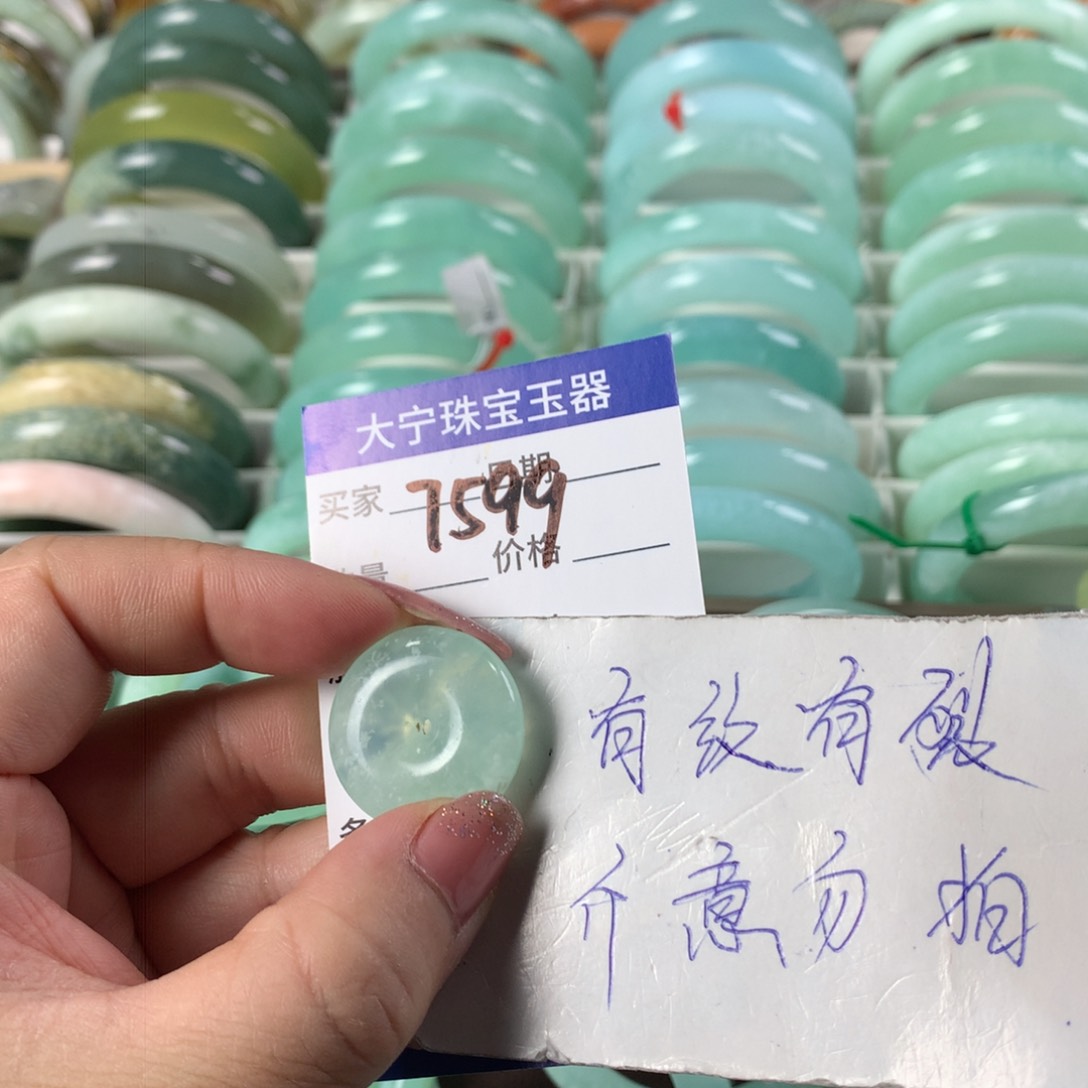 大宁珠宝玉器
买家 日期
7599
量 价格
有纹有裂
介意勿拍